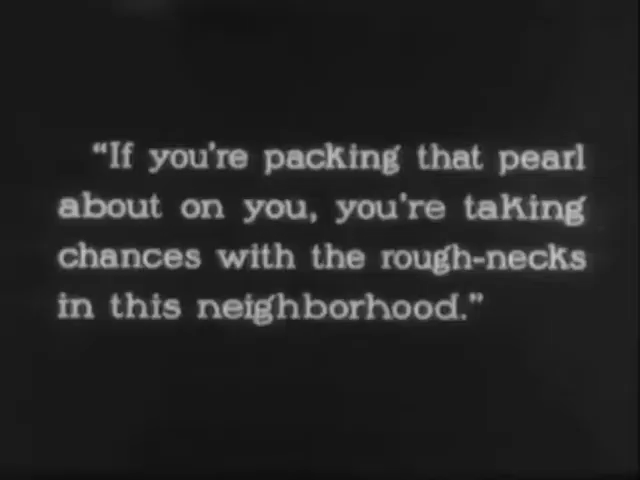 “If you're packing that pearl
about on you, you're taking
chances with the rough-necks
in this neighborhood.”